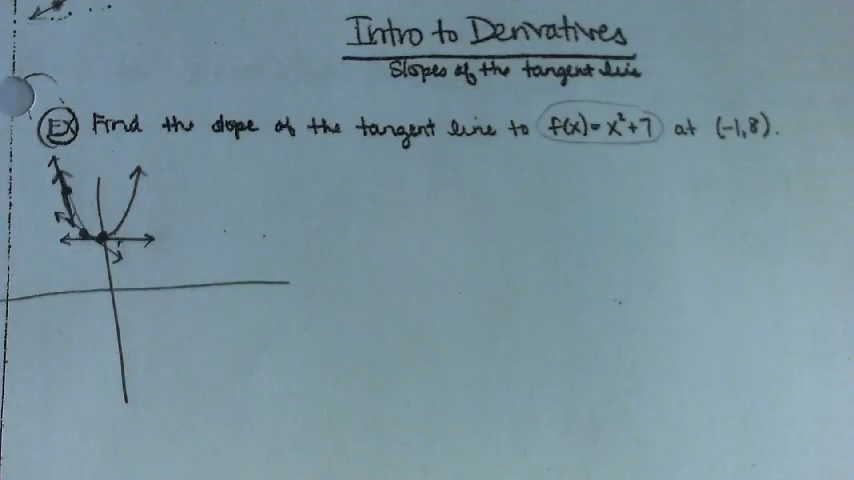 Intro to Derivatives
Slopes of the tangent line
EX Find the slope of the tangent line to f(x)=x²+7 at (-1,8).